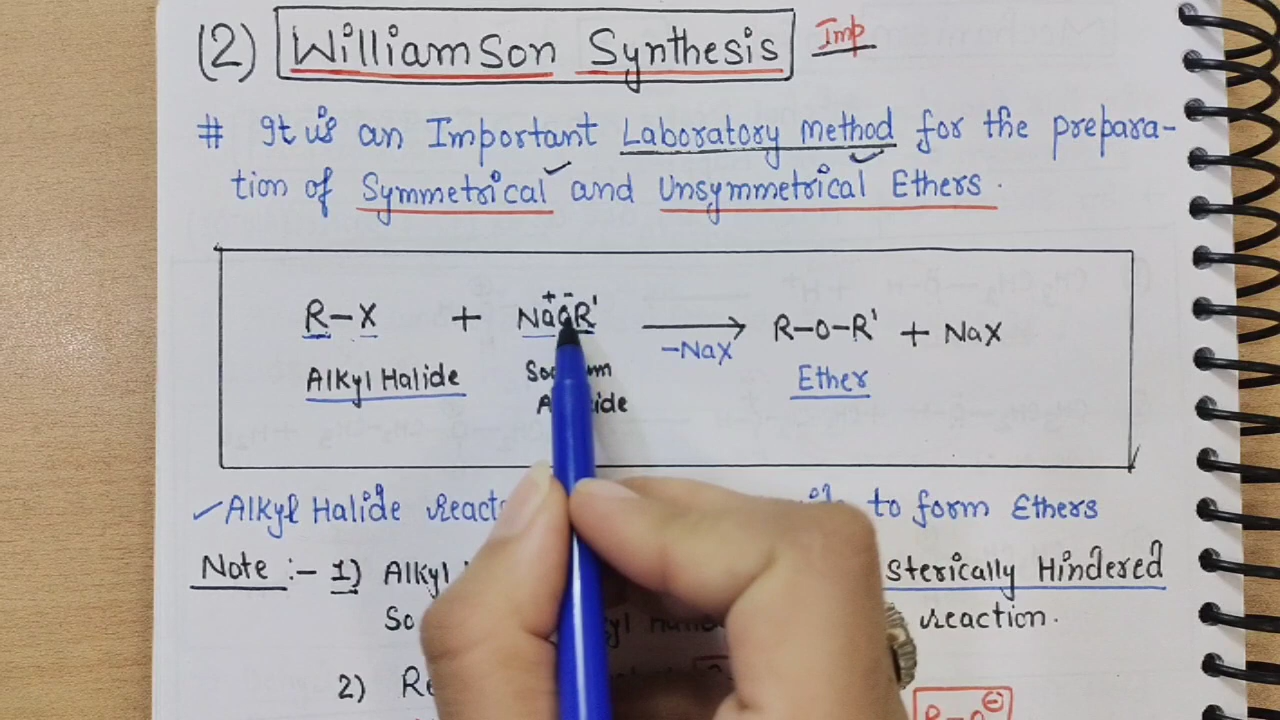 (2) Williamson Synthesis Imp
# It is an Important Laboratory method for the prepara-
tion of Symmetrical and Unsymmetrical Ethers.
R-X + Na⁺O⁻R' → R-O-R' + NaX
-NaX
Alkyl Halide Ether
✓Alkyl Halide to form Ethers
Note :- 1) Alkyl sterically Hindered
reaction.
2)
R-O⊖